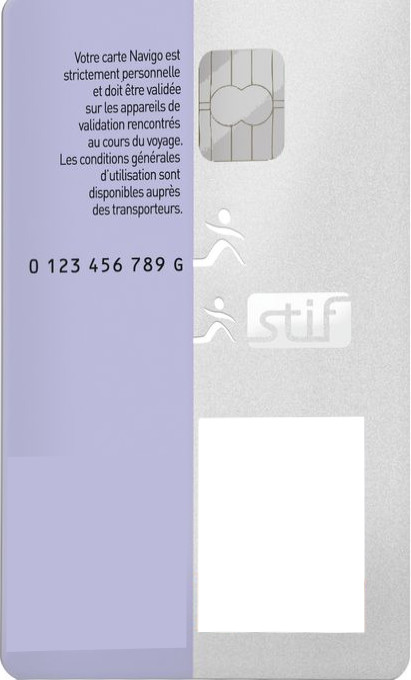 Votre carte Navigo est
strictement personnelle
et doit être validée
sur les appareils de
validation rencontrés
au cours du voyage.
Les conditions générales
d'utilisation sont
disponibles auprès
des transporteurs.
0 123 456 789 G
stif